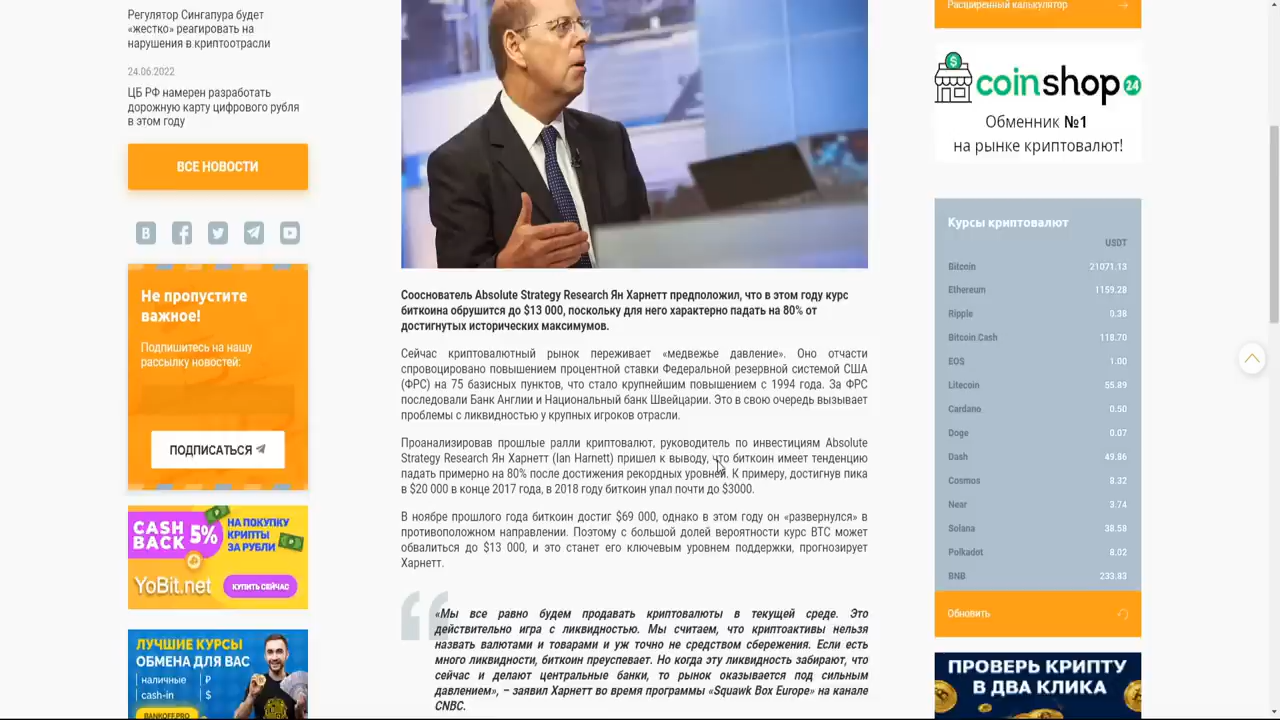 Регулятор Сингапура будет
«жестко» реагировать на
нарушения в криптоотрасли
24.06.2022
ЦБ РФ намерен разработать
дорожную карту цифрового рубля
в этом году
ВСЕ НОВОСТИ
Не пропустите
важное!
Подпишитесь на нашу
рассылку новостей:
ПОДПИСАТЬСЯ
CASH
BACK 5%
НА ПОКУПКУ
КРИПТЫ
ЗА РУБЛИ
YoBit.net
КУПИТЬ СЕЙЧАС
ЛУЧШИЕ КУРСЫ
ОБМЕНА ДЛЯ ВАС
наличные ₽
cash-in $
BANKOFF.PRO
Сооснователь Absolute Strategy Research Ян Харнетт предположил, что в этом году курс
биткоина обрушится до $13 000, поскольку для него характерно падать на 80% от
достигнутых исторических максимумов.
Сейчас криптовалютный рынок переживает «медвежье давление». Оно отчасти
спровоцировано повышением процентной ставки Федеральной резервной системой США
(ФРС) на 75 базисных пунктов, что стало крупнейшим повышением с 1994 года. За ФРС
последовали Банк Англии и Национальный банк Швейцарии. Это в свою очередь вызывает
проблемы с ликвидностью у крупных игроков отрасли.
Проанализировав прошлые ралли криптовалют, руководитель по инвестициям Absolute
Strategy Research Ян Харнетт (Ian Harnett) пришел к выводу, что биткоин имеет тенденцию
падать примерно на 80% после достижения рекордных уровней. К примеру, достигнув пика
в $20 000 в конце 2017 года, в 2018 году биткоин упал почти до $3000.
В ноябре прошлого года биткоин достиг $69 000, однако в этом году он «развернулся» в
противоположном направлении. Поэтому с большой долей вероятности курс BTC может
обвалиться до $13 000, и это станет его ключевым уровнем поддержки, прогнозирует
Харнетт.
«Мы все равно будем продавать криптовалюты в текущей среде. Это
действительно игра с ликвидностью. Мы считаем, что криптоактивы нельзя
назвать валютами и товарами и уж точно не средством сбережения. Если есть
много ликвидности, биткоин преуспевает. Но когда эту ликвидность забирают, что
сейчас и делают центральные банки, то рынок оказывается под сильным
давлением», – заявил Харнетт во время программы «Squawk Box Europe» на канале
CNBC.
Расширенный калькулятор
coinshop 24
Обменник №1
на рынке криптовалют!
Курсы криптовалют
USDT
Bitcoin 21071.13
Ethereum 1159.28
Ripple 0.38
Bitcoin Cash 118.70
EOS 1.00
Litecoin 55.89
Cardano 0.50
Doge 0.07
Dash 49.86
Cosmos 8.32
Near 3.74
Solana 38.58
Polkadot 8.02
BNB 233.83
Обновить
ПРОВЕРЬ КРИПТУ
В ДВА КЛИКА